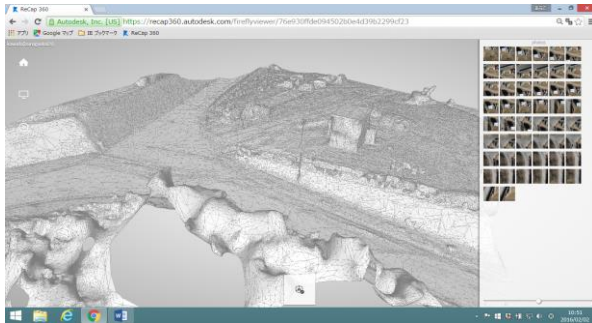 ReCap 360
Autodesk, Inc. [US] https://recap360.autodesk.com/fireflyviewer/76e930ffde094502b0e4d39b2299cf23
アプリ Google マップ IE ブックマーク ReCap 360
photos
10:51
2016/02/02